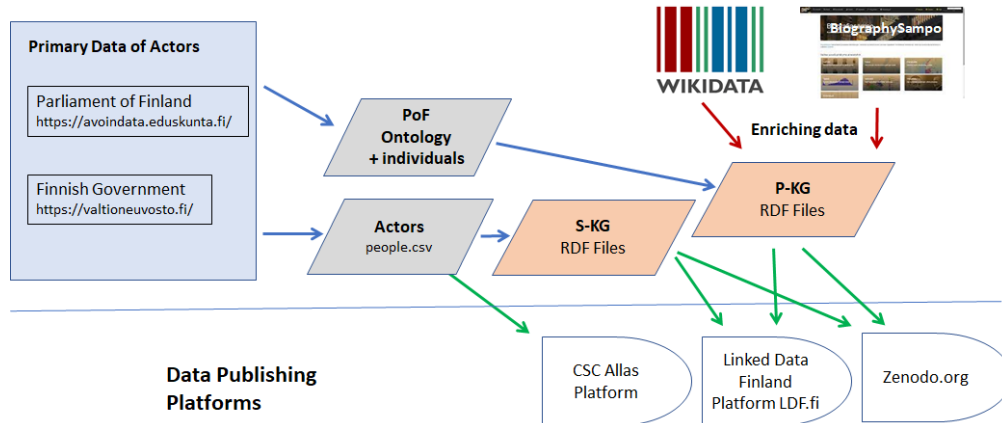 Primary Data of Actors
Parliament of Finland
https://avoindata.eduskunta.fi/
Finnish Government
https://valtioneuvosto.fi/
PoF
Ontology
+ individuals
Actors
people.csv
S-KG
RDF Files
WIKIDATA
BiographySampo
Enriching data
P-KG
RDF Files
Data Publishing
Platforms
CSC Allas
Platform
Linked Data
Finland
Platform LDF.fi
Zenodo.org